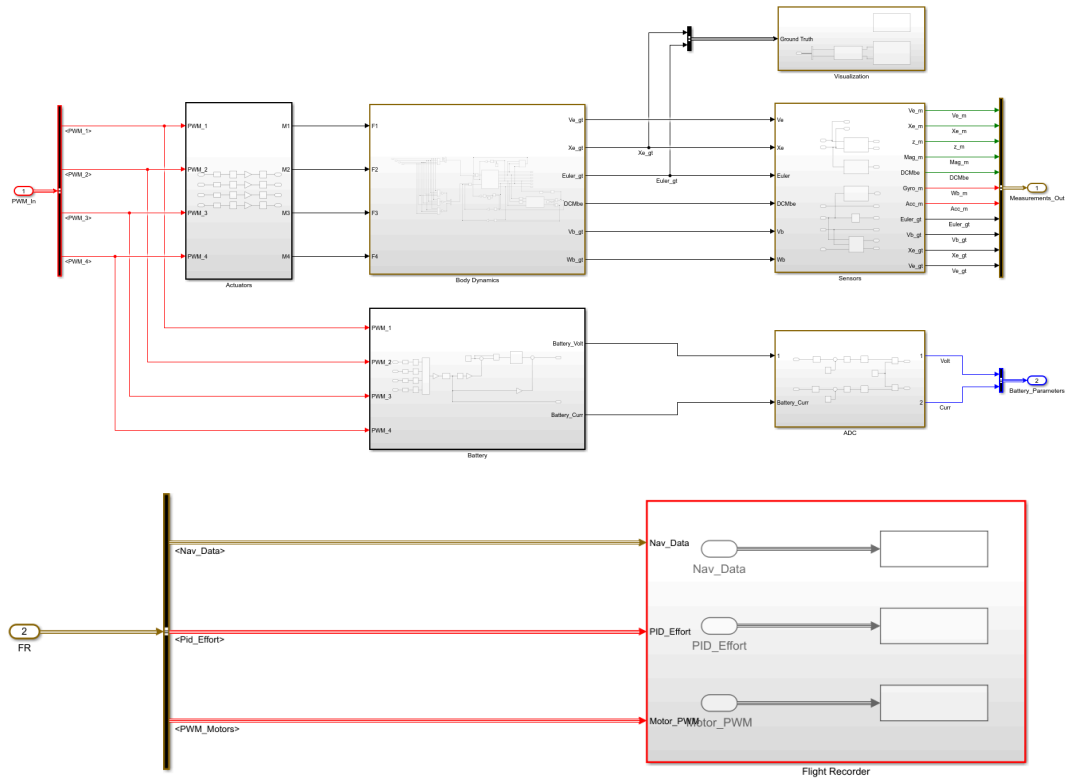 Ground Truth
Visualization
1
PWM_In
<PWM_1>
<PWM_2>
<PWM_3>
<PWM_4>
PWM_1
PWM_2
PWM_3
PWM_4
M1
M2
M3
M4
Actuators
F1
F2
F3
F4
Ve_gt
Xe_gt
Euler_gt
DCMbe
Vb_gt
Wb_gt
Body Dynamics
Xe_gt
Euler_gt
Ve
Xe
Euler
DCMbe
Vb
Wb
Ve_m
Xe_m
z_m
Mag_m
DCMbe
Gyro_m
Acc_m
Euler_gt
Vb_gt
Xe_gt
Ve_gt
Sensors
Ve_m
Xe_m
z_m
Mag_m
DCMbe
Wb_m
Acc_m
Euler_gt
Vb_gt
Xe_gt
Ve_gt
1
Measurements_Out
PWM_1
PWM_2
PWM_3
PWM_4
Battery_Volt
Battery_Curr
Battery
1
Battery_Curr
1
2
ADC
Volt
Curr
2
Battery_Parameters
2
FR
<Nav_Data>
<Pid_Effort>
<PWM_Motors>
Nav_Data
Nav_Data
PID_Effort
PID_Effort
Motor_PWM
Motor_PWM
Flight Recorder